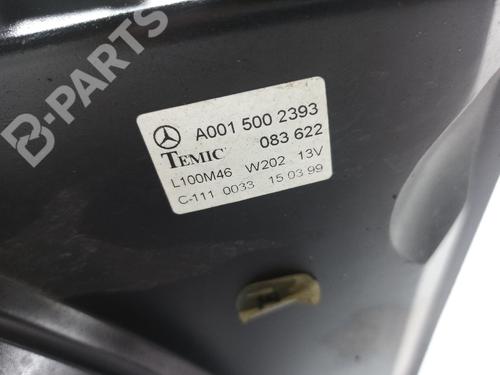 B-PARTS
A001 500 2393
TEMIC 083 622
L100M46 W202 13V
C-111 0033 15 03 99